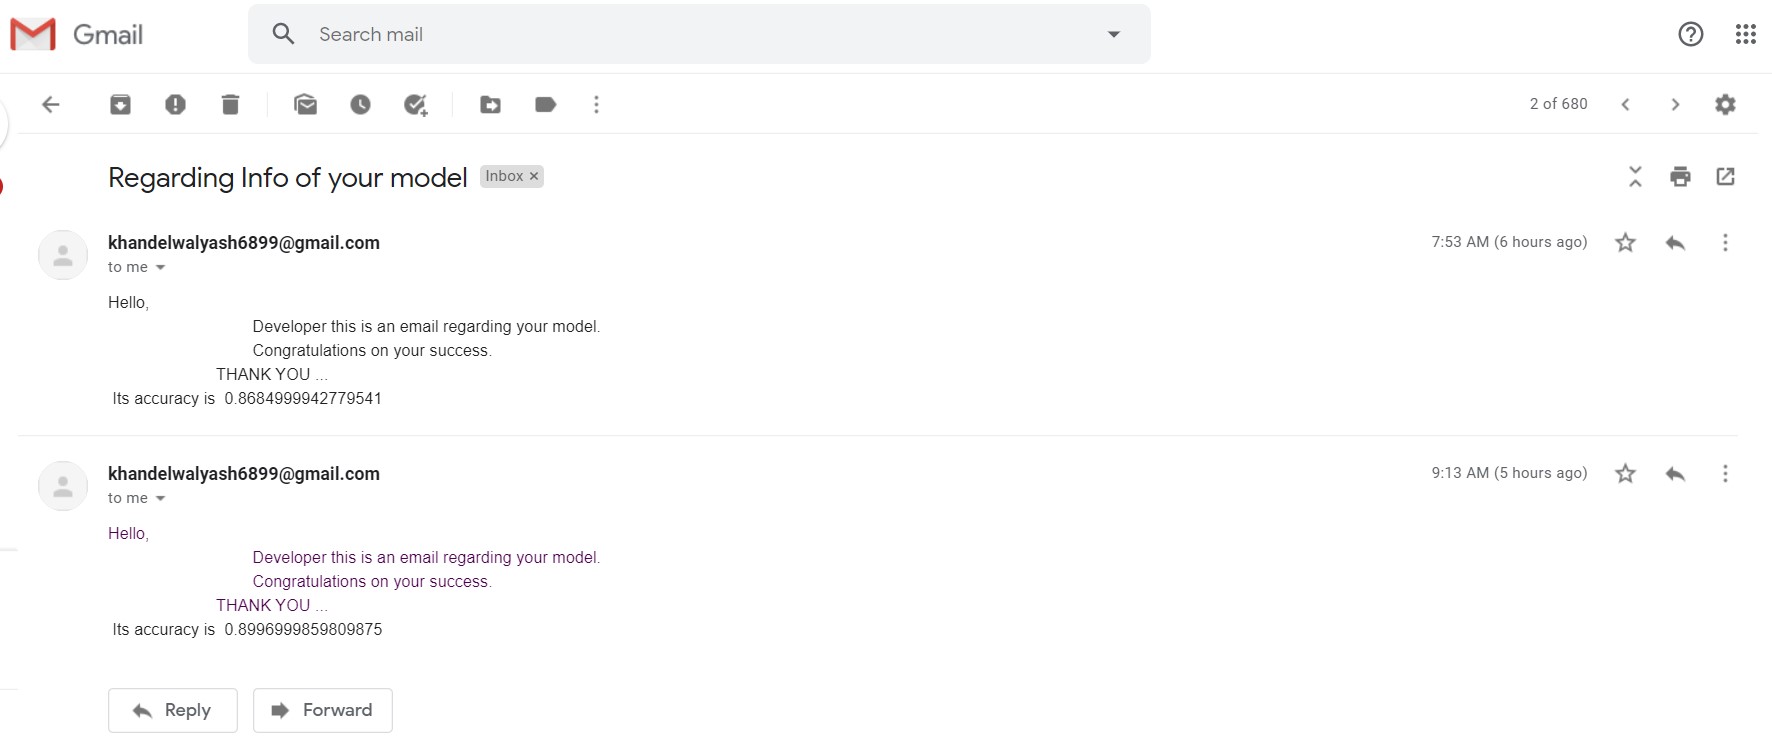 Gmail
Search mail
2 of 680
Regarding Info of your model Inbox ×
khandelwalyash6899@gmail.com 7:53 AM (6 hours ago)
to me
Hello,
Developer this is an email regarding your model.
Congratulations on your success.
THANK YOU ...
Its accuracy is 0.8684999942779541
khandelwalyash6899@gmail.com 9:13 AM (5 hours ago)
to me
Hello,
Developer this is an email regarding your model.
Congratulations on your success.
THANK YOU ...
Its accuracy is 0.8996999859809875
Reply Forward